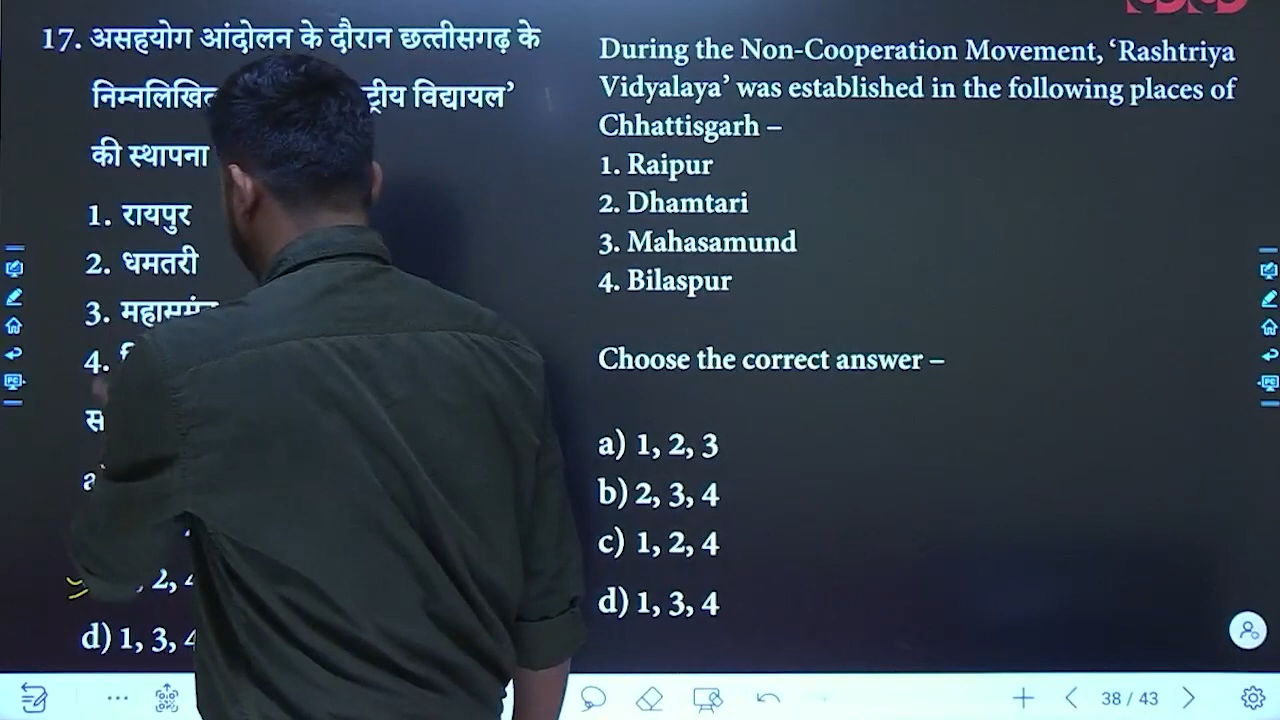 17. असहयोग आंदोलन के दौरान छत्तीसगढ़ के
विद्यायल’
की स्थापना
1. रायपुर
2. धमतरी
3.
4.
a
2,
d) 1, 3, 4
During the Non-Cooperation Movement, ‘Rashtriya
Vidyalaya’ was established in the following places of
Chhattisgarh –
1. Raipur
2. Dhamtari
3. Mahasamund
4. Bilaspur
Choose the correct answer –
a) 1, 2, 3
b) 2, 3, 4
c) 1, 2, 4
d) 1, 3, 4
38 / 43